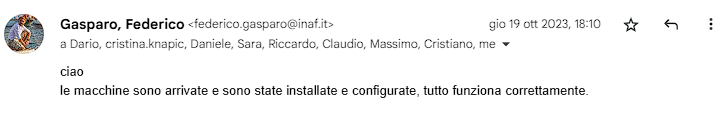 Gasparo, Federico <federico.gasparo@inaf.it> gio 19 ott 2023, 18:10
a Dario, cristina.knapic, Daniele, Sara, Riccardo, Claudio, Massimo, Cristiano, me
ciao
le macchine sono arrivate e sono state installate e configurate, tutto funziona correttamente.